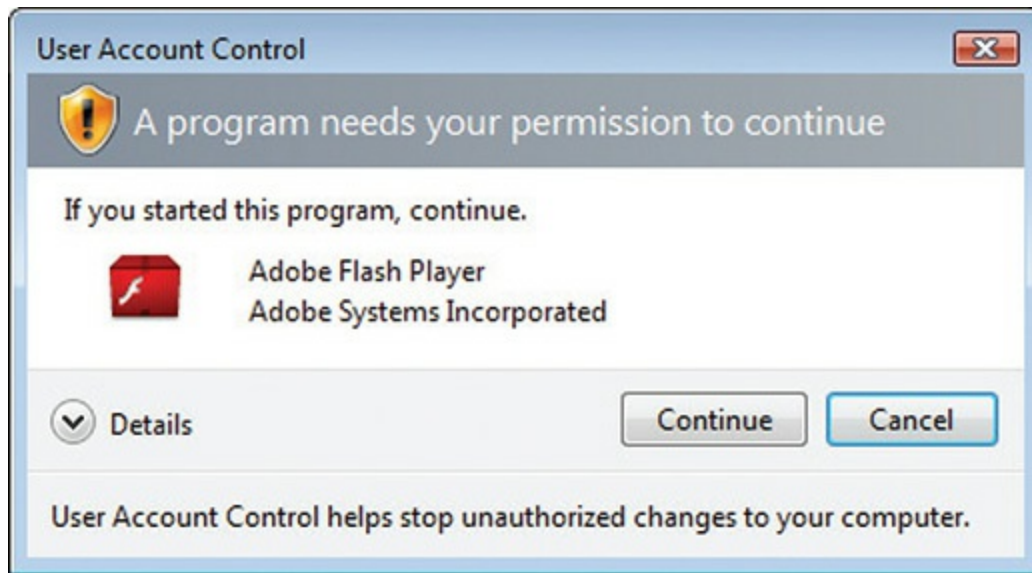 User Account Control
A program needs your permission to continue
If you started this program, continue.
Adobe Flash Player
Adobe Systems Incorporated
Details
Continue
Cancel
User Account Control helps stop unauthorized changes to your computer.